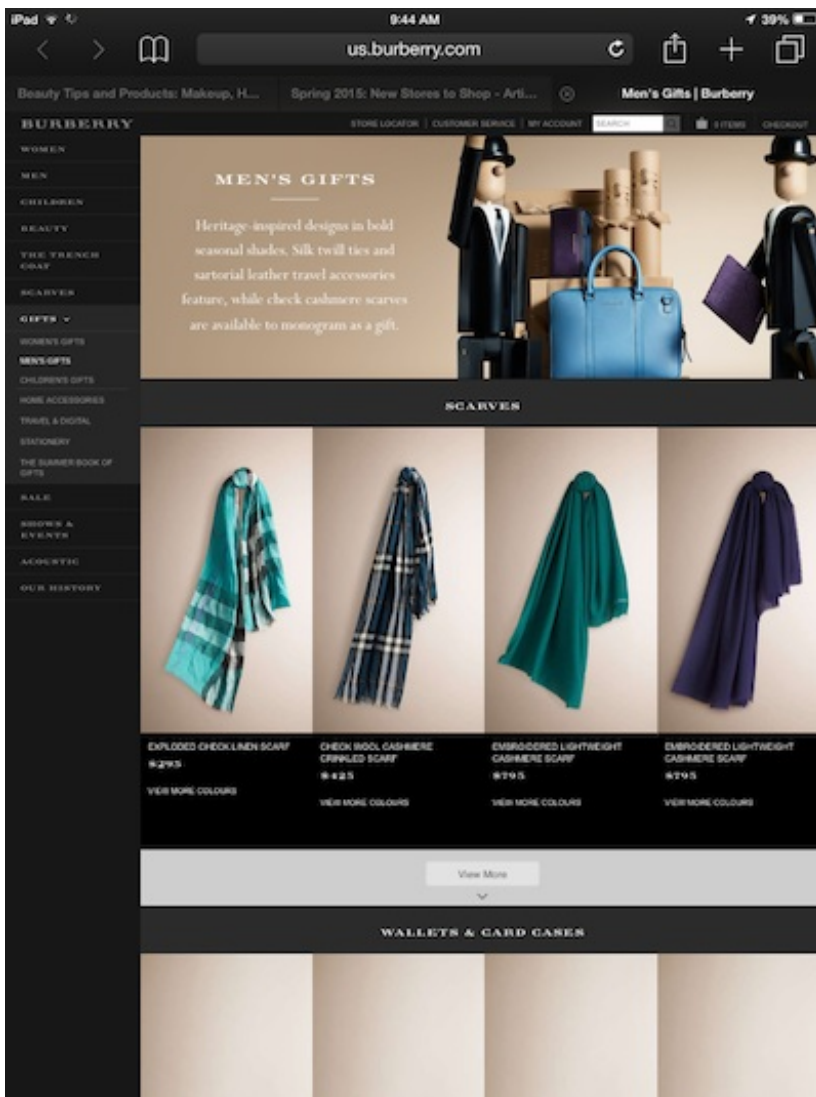 iPad
9:44 AM
39%
us.burberry.com
Beauty Tips and Products: Makeup, H...
Spring 2015: New Stores to Shop - Arti...
Men's Gifts | Burberry
BURBERRY
STORE LOCATOR | CUSTOMER SERVICE | MY ACCOUNT
SEARCH
0 ITEMS
CHECKOUT
WOMEN
MEN
CHILDREN
BEAUTY
THE TRENCH
COAT
SCARVES
GIFTS
WOMEN'S GIFTS
MEN'S GIFTS
CHILDREN'S GIFTS
HOME ACCESSORIES
TRAVEL & DIGITAL
STATIONERY
THE SUMMER BOOK OF
GIFTS
SALE
SHOWS &
EVENTS
ACOUSTIC
OUR HISTORY
MEN'S GIFTS
Heritage-inspired designs in bold
seasonal shades. Silk twill ties and
sartorial leather travel accessories
feature, while check cashmere scarves
are available to monogram as a gift.
SCARVES
EXPLODED CHECK LINEN SCARF
$295
VIEW MORE COLOURS
CHECK WOOL CASHMERE
CRINKLED SCARF
$425
VIEW MORE COLOURS
EMBROIDERED LIGHTWEIGHT
CASHMERE SCARF
$795
VIEW MORE COLOURS
EMBROIDERED LIGHTWEIGHT
CASHMERE SCARF
$795
VIEW MORE COLOURS
View More
WALLETS & CARD CASES